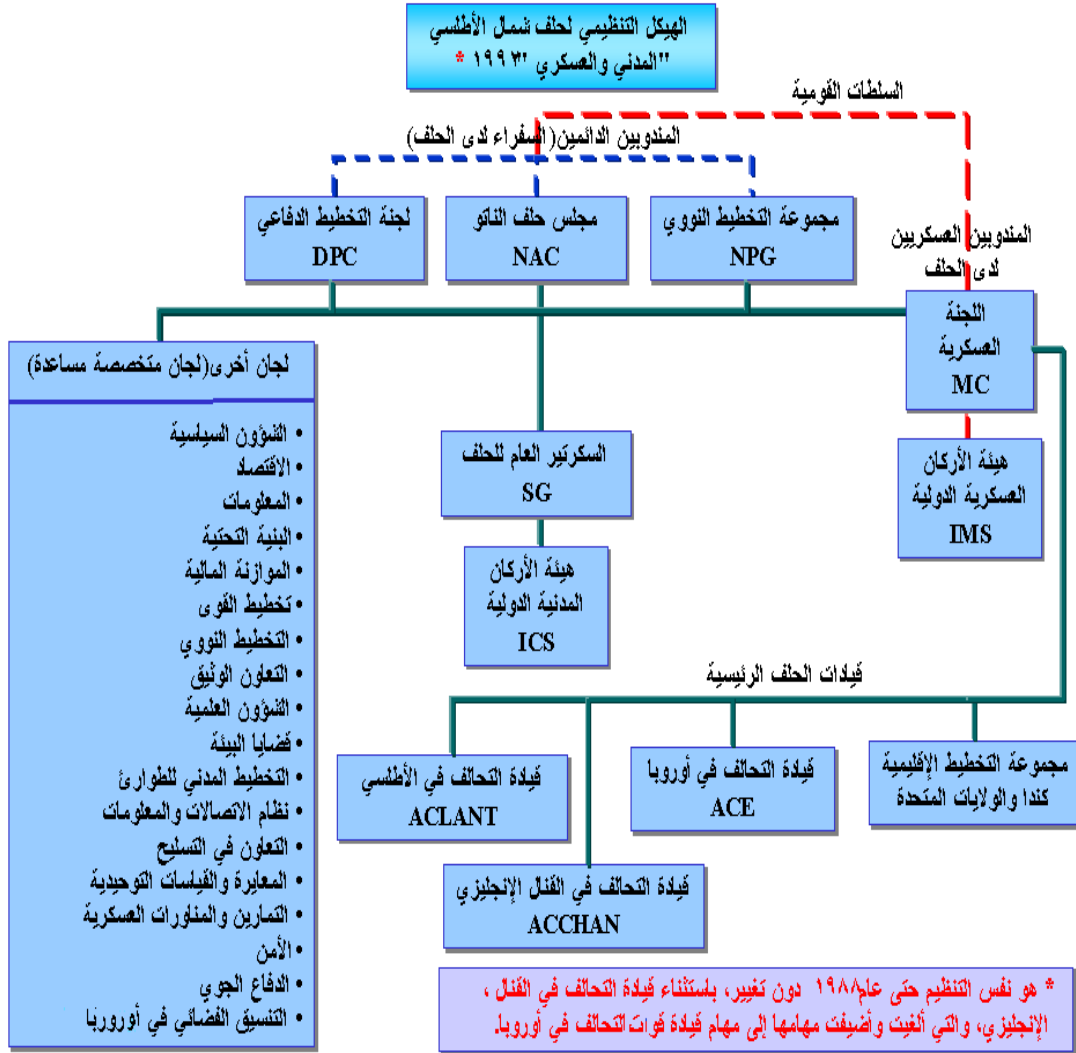 الهيكل التنظيمي لحلف شمال الأطلسي
"المدني والعسكري" ١٩٩٣ *
السلطات القومية
المندوبين الدائمين(السفراء لدى الحلف)
مجموعة التخطيط النووي
NPG
مجلس حلف الناتو
NAC
لجنة التخطيط الدفاعي
DPC
المندوبين العسكريين
لدى الحلف
اللجنة
العسكرية
MC
هيئة الأركان
العسكرية الدولية
IMS
السكرتير العام للحلف
SG
هيئة الأركان
المدنية الدولية
ICS
لجان أخرى(لجان متخصصة مساعدة)
• الشؤون السياسية
• الاقتصاد
• المعلومات
• البنية التحتية
• الموازنة المالية
• تخطيط القوى
• التخطيط النووي
• التعاون الوثيق
• الشؤون العلمية
• قضايا البيئة
• التخطيط المدني للطوارئ
• نظام الاتصالات والمعلومات
• التعاون في التسليح
• المعايرة والقياسات التوحيدية
• التمارين والمناورات العسكرية
• الأمن
• الدفاع الجوي
• التنسيق الفضائي في أوروربا
قيادات الحلف الرئيسية
مجموعة التخطيط الإقليمية
كندا والولايات المتحدة
قيادة التحالف في أوروبا
ACE
قيادة التحالف في الأطلسي
ACLANT
قيادة التحالف في القنال الإنجليزي
ACCHAN
* هو نفس التنظيم حتى عام١٩٨٨ دون تغيير، باستثناء قيادة التحالف في القنال ،
الإنجليزي، والتي ألغيت وأضيفت مهامها إلى مهام قيادة قوات التحالف في أوروبا.